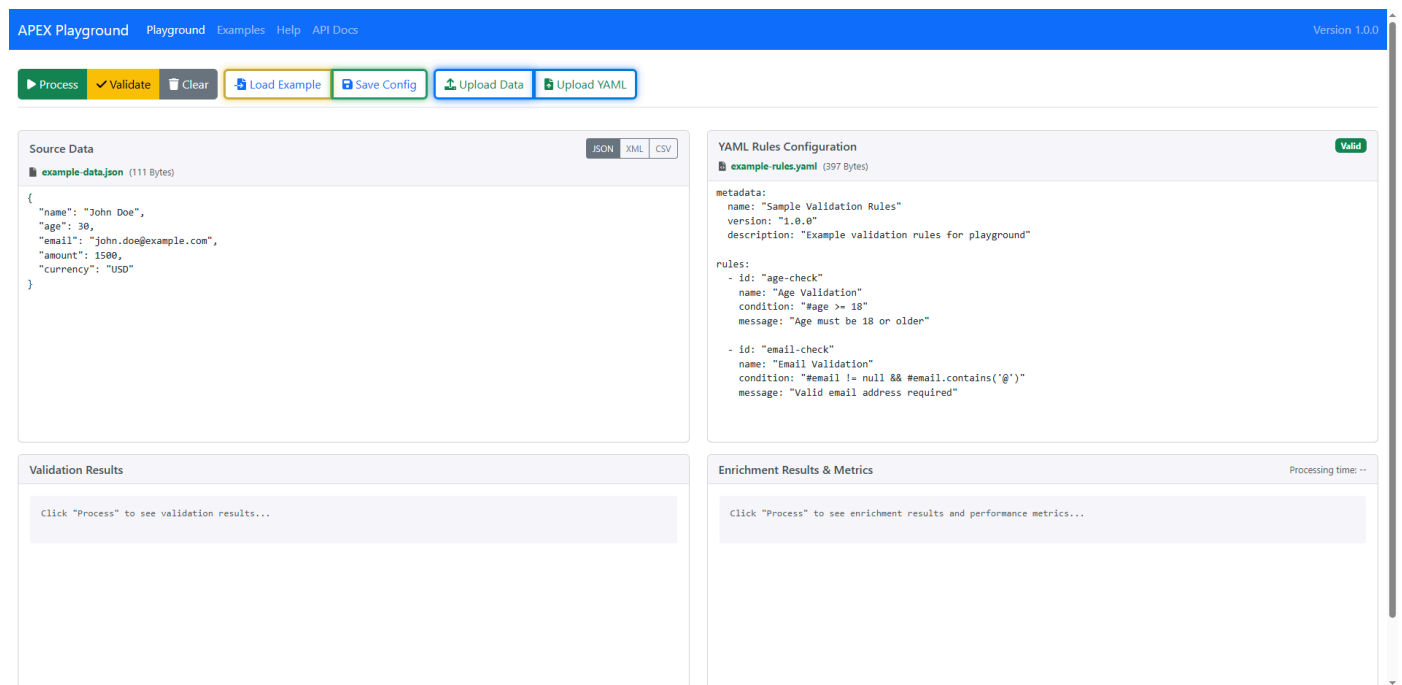 APEX Playground Playground Examples Help API Docs Version 1.0.0
Process Validate Clear Load Example Save Config Upload Data Upload YAML
Source Data JSON XML CSV
example-data.json (111 Bytes)
{
  "name": "John Doe",
  "age": 30,
  "email": "john.doe@example.com",
  "amount": 1500,
  "currency": "USD"
}
YAML Rules Configuration Valid
example-rules.yaml (397 Bytes)
metadata:
  name: "Sample Validation Rules"
  version: "1.0.0"
  description: "Example validation rules for playground"
rules:
  - id: "age-check"
    name: "Age Validation"
    condition: "#age >= 18"
    message: "Age must be 18 or older"
  - id: "email-check"
    name: "Email Validation"
    condition: "#email != null && #email.contains('@')"
    message: "Valid email address required"
Validation Results
Click "Process" to see validation results...
Enrichment Results & Metrics Processing time: --
Click "Process" to see enrichment results and performance metrics...